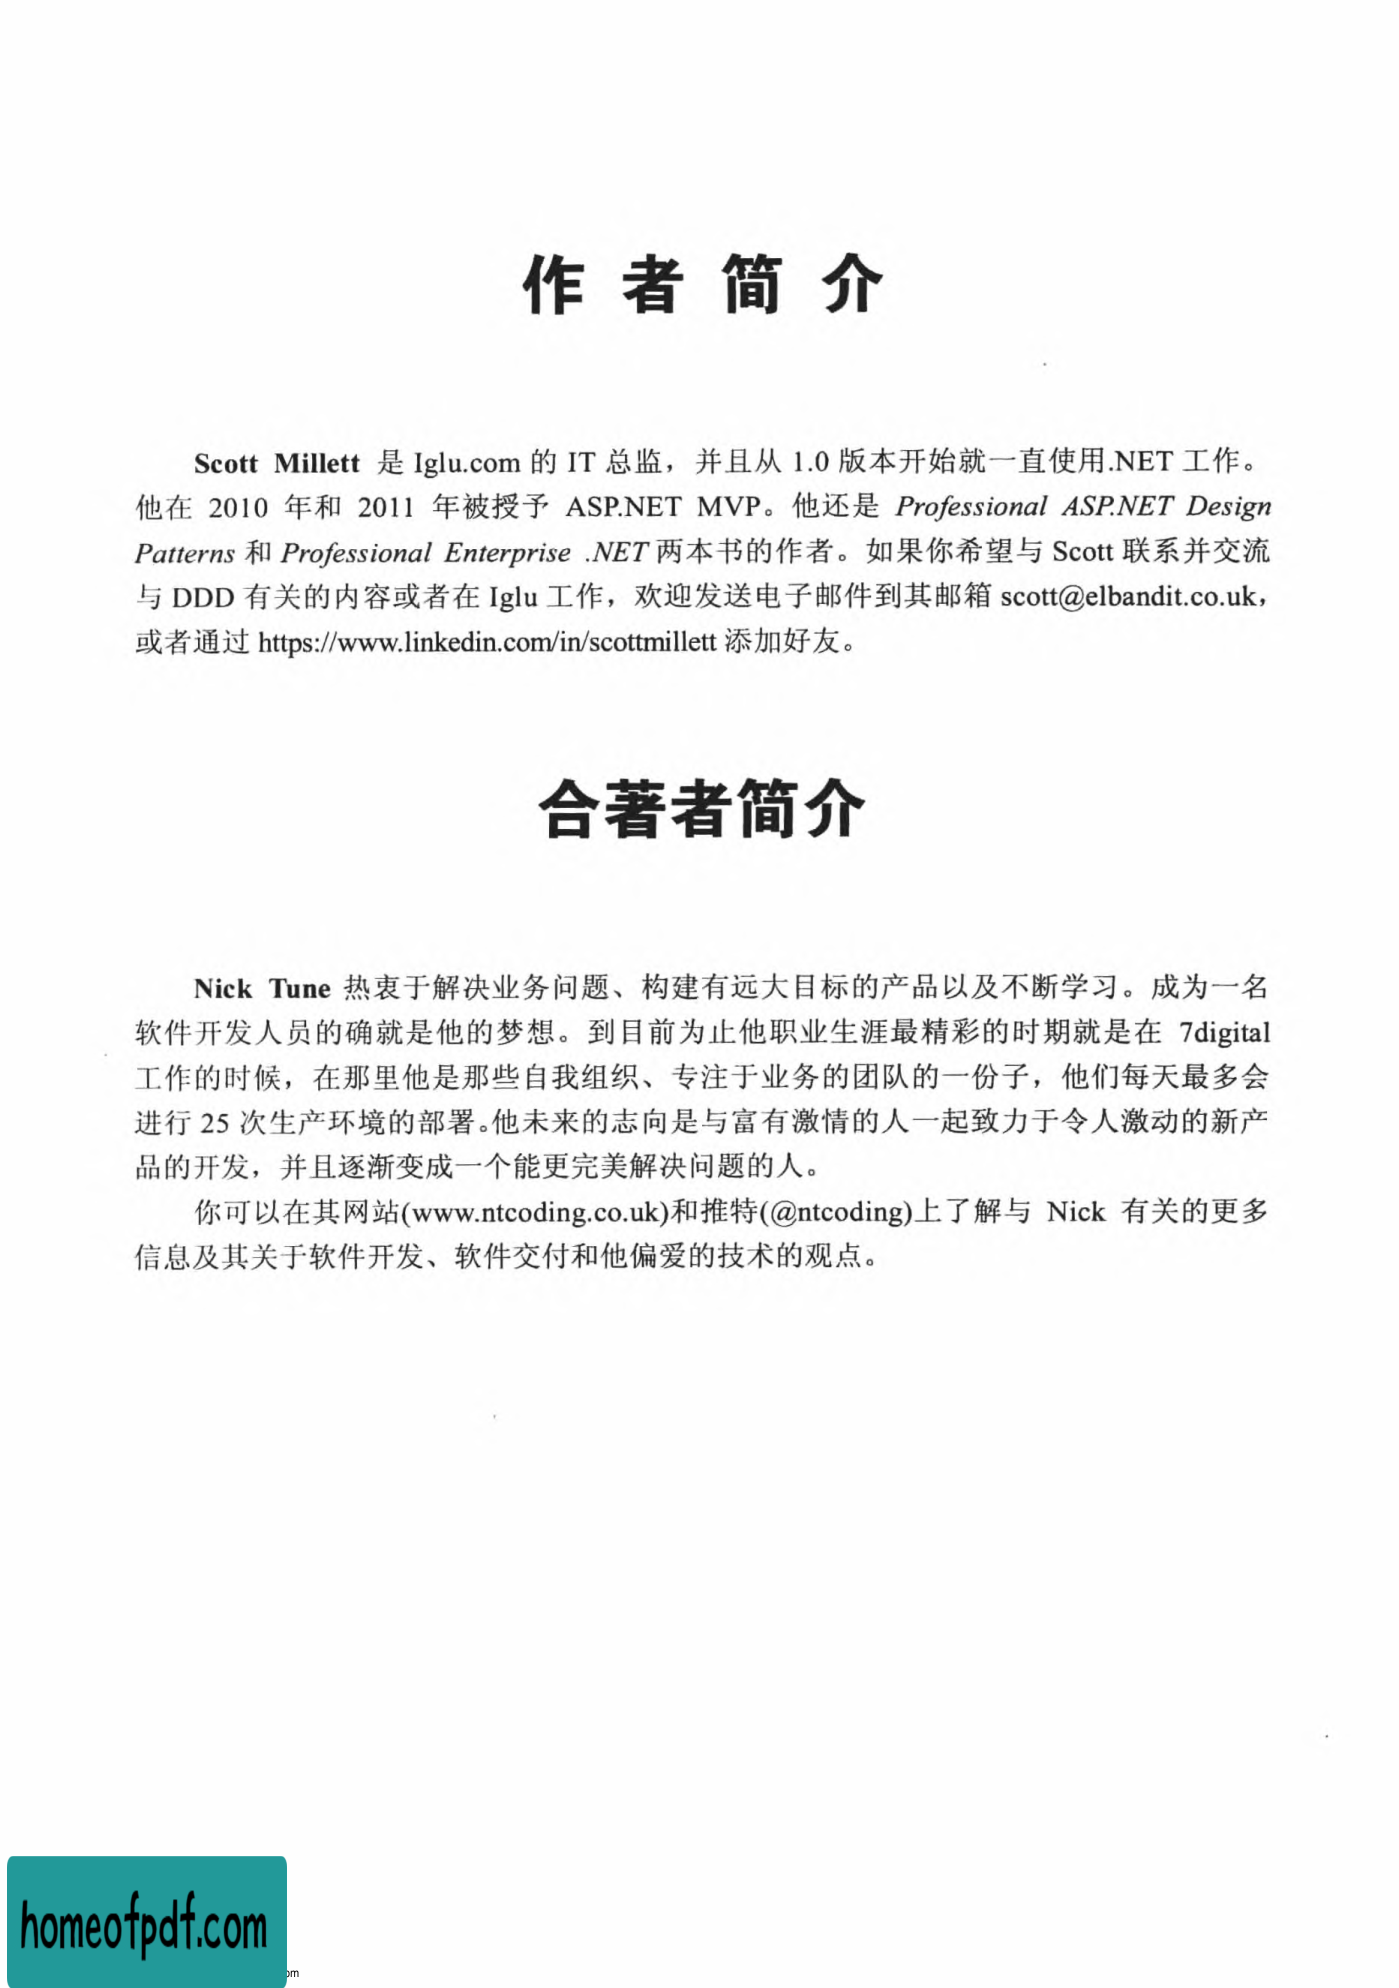 作者简介
Scott Millett 是 Iglu.com 的 IT 总监，并且从 1.0 版本开始就一直使用.NET 工作。
他在 2010 年和 2011 年被授予 ASP.NET MVP。他还是 Professional ASP.NET Design
Patterns 和 Professional Enterprise .NET 两本书的作者。如果你希望与 Scott 联系并交流
与 DDD 有关的内容或者在 Iglu 工作，欢迎发送电子邮件到其邮箱 scott@elbandit.co.uk，
或者通过 https://www.linkedin.com/in/scottmillett 添加好友。
合著者简介
Nick Tune 热衷于解决业务问题、构建有远大目标的产品以及不断学习。成为一名
软件开发人员的确就是他的梦想。到目前为止他职业生涯最精彩的时期就是在 7digital
工作的时候，在那里他是那些自我组织、专注于业务的团队的一份子，他们每天最多会
进行 25 次生产环境的部署。他未来的志向是与富有激情的人一起致力于令人激动的新产
品的开发，并且逐渐变成一个能更完美解决问题的人。
你可以在其网站(www.ntcoding.co.uk)和推特(@ntcoding)上了解与 Nick 有关的更多
信息及其关于软件开发、软件交付和他偏爱的技术的观点。
homeofpdf.com